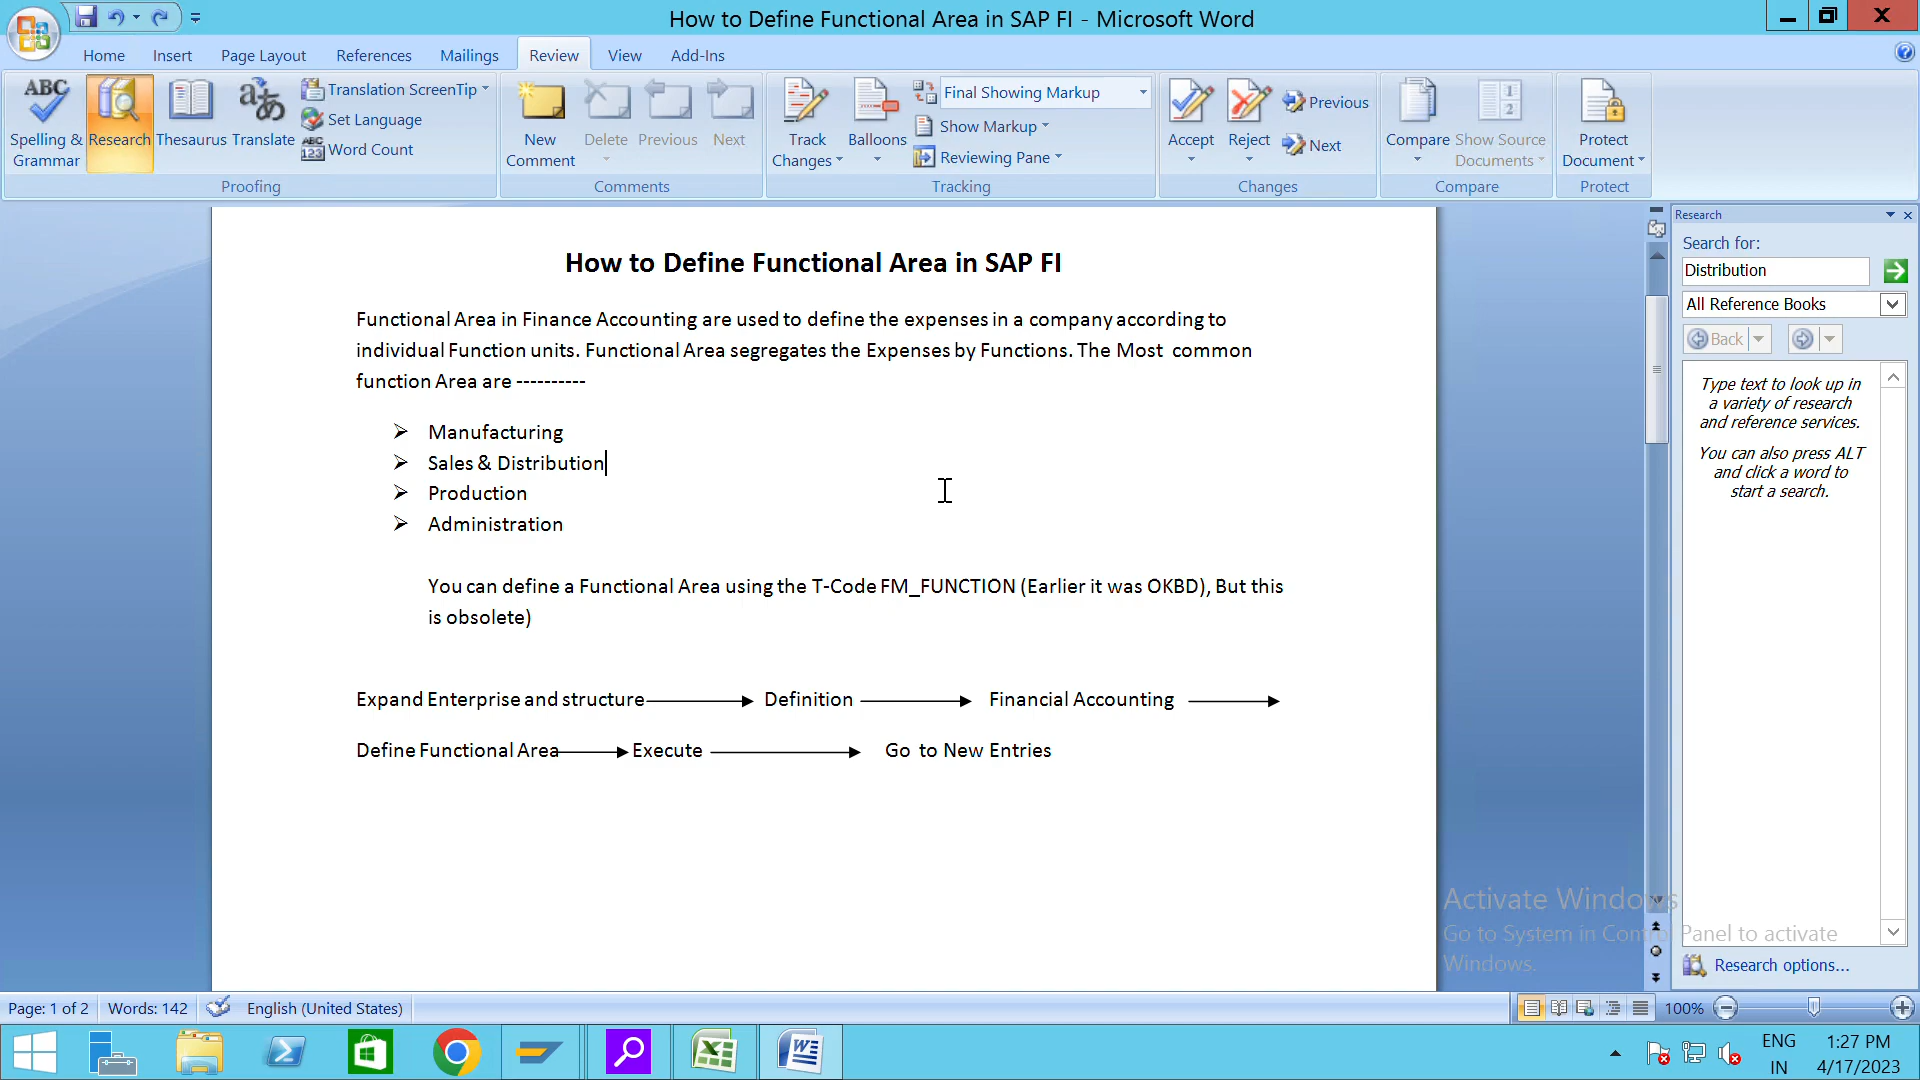 How to Define Functional Area in SAP FI - Microsoft Word
Home Insert Page Layout References Mailings Review View Add-Ins
ABC
Spelling & Grammar
Research
Thesaurus
Translate
Translation ScreenTip
Set Language
ABC 123 Word Count
Proofing
New Comment
Delete
Previous
Next
Comments
Track Changes
Balloons
Final Showing Markup
Show Markup
Reviewing Pane
Tracking
Accept
Reject
Previous
Next
Changes
Compare
Show Source Documents
Compare
Protect Document
Protect
How to Define Functional Area in SAP FI
Functional Area in Finance Accounting are used to define the expenses in a company according to
individual Function units. Functional Area segregates the Expenses by Functions. The Most common
function Area are ----------
Manufacturing
Sales & Distribution
Production
Administration
You can define a Functional Area using the T-Code FM_FUNCTION (Earlier it was OKBD), But this
is obsolete)
Expand Enterprise and structure Definition Financial Accounting
Define Functional Area Execute Go to New Entries
Research
Search for:
Distribution
All Reference Books
Back
Type text to look up in
a variety of research
and reference services.
You can also press ALT
and click a word to
start a search.
Research options...
Activate Windows
Go to System in Control Panel to activate
Windows.
Page: 1 of 2 Words: 142 English (United States) 100%
ENG
IN
1:27 PM
4/17/2023